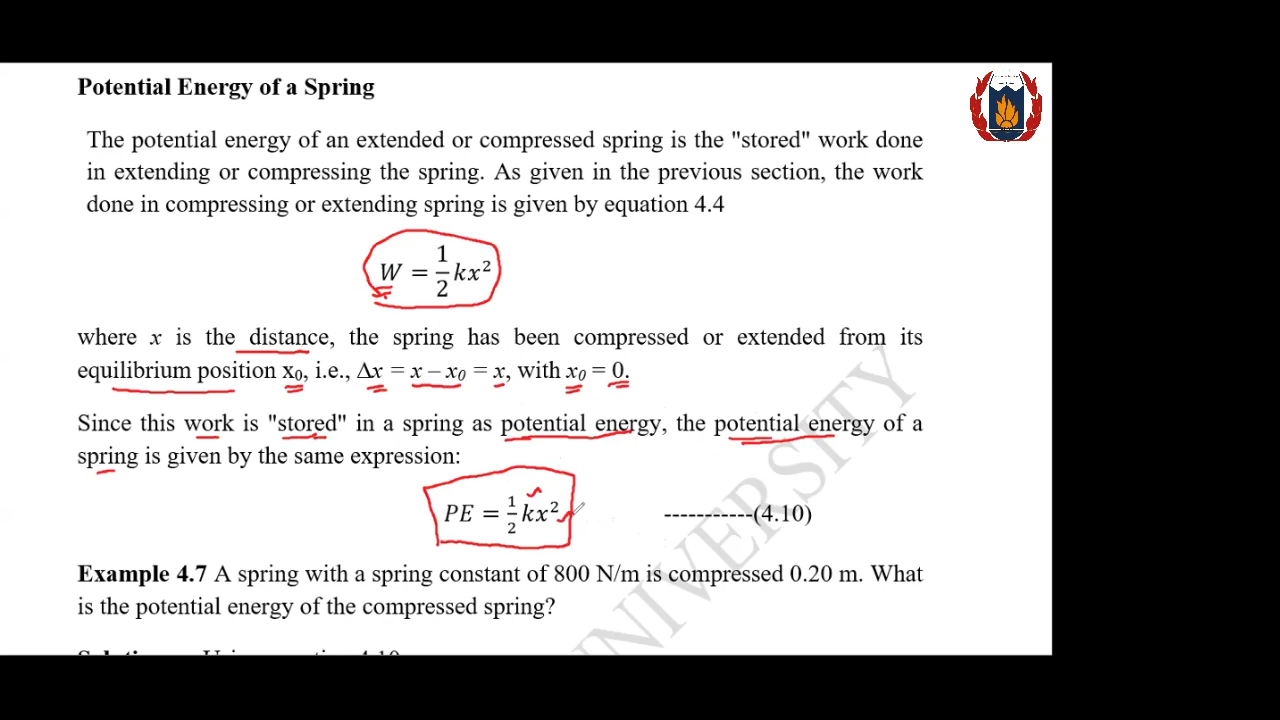 Potential Energy of a Spring
The potential energy of an extended or compressed spring is the "stored" work done
in extending or compressing the spring. As given in the previous section, the work
done in compressing or extending spring is given by equation 4.4
W = 1/2 kx²
where x is the distance, the spring has been compressed or extended from its
equilibrium position x₀, i.e., Δx = x – x₀ = x, with x₀ = 0.
Since this work is "stored" in a spring as potential energy, the potential energy of a
spring is given by the same expression:
PE = 1/2 kx² -----------(4.10)
Example 4.7 A spring with a spring constant of 800 N/m is compressed 0.20 m. What
is the potential energy of the compressed spring?
UNIVERSITY